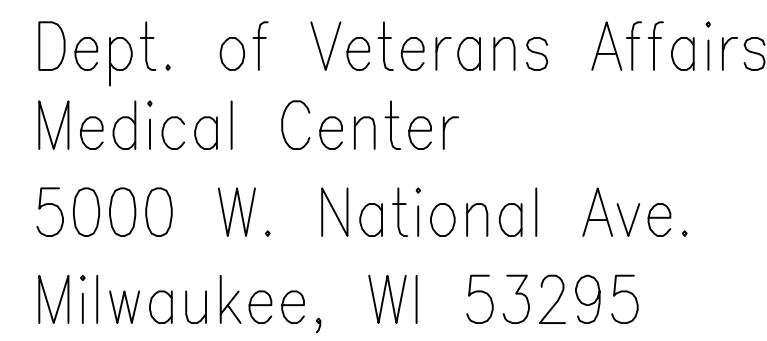 Dept. of Veterans Affairs
Medical Center
5000 W. National Ave.
Milwaukee, WI 53295